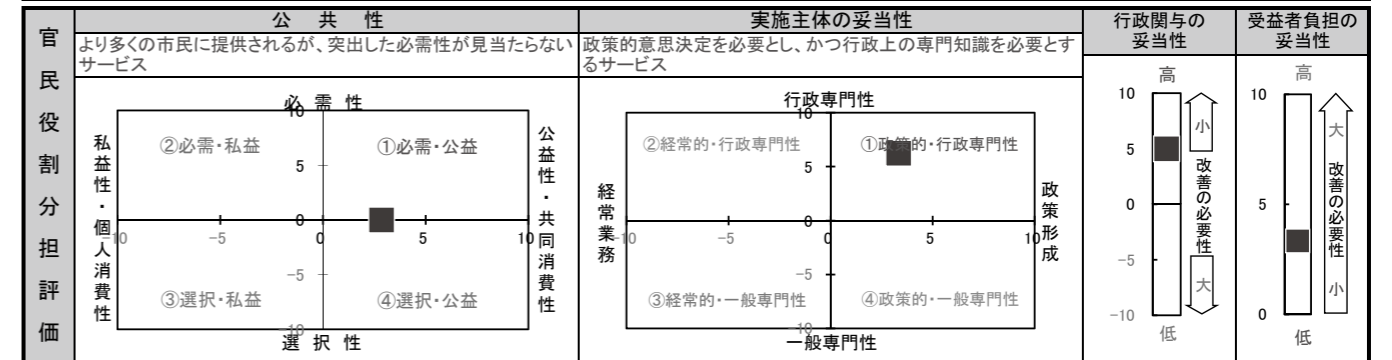 官民役割分担評価
公共性
より多くの市民に提供されるが、突出した必需性が見当たらない
サービス
必需性
10
②必需・私益
①必需・公益
5
私益性・個人消費性
公益性・共同消費性
0
-10
-5
0
5
10
-5
③選択・私益
④選択・公益
-10
選択性
実施主体の妥当性
政策的意思決定を必要とし、かつ行政上の専門知識を必要とす
るサービス
行政専門性
10
②経常的・行政専門性
①政策的・行政専門性
5
経常業務
政策形成
0
-10
-5
0
5
10
-5
③経常的・一般専門性
④政策的・一般専門性
-10
一般専門性
行政関与の
妥当性
高
10
5
0
-5
-10
低
小
改善の必要性
大
受益者負担の
妥当性
高
10
5
0
低
大
改善の必要性
小